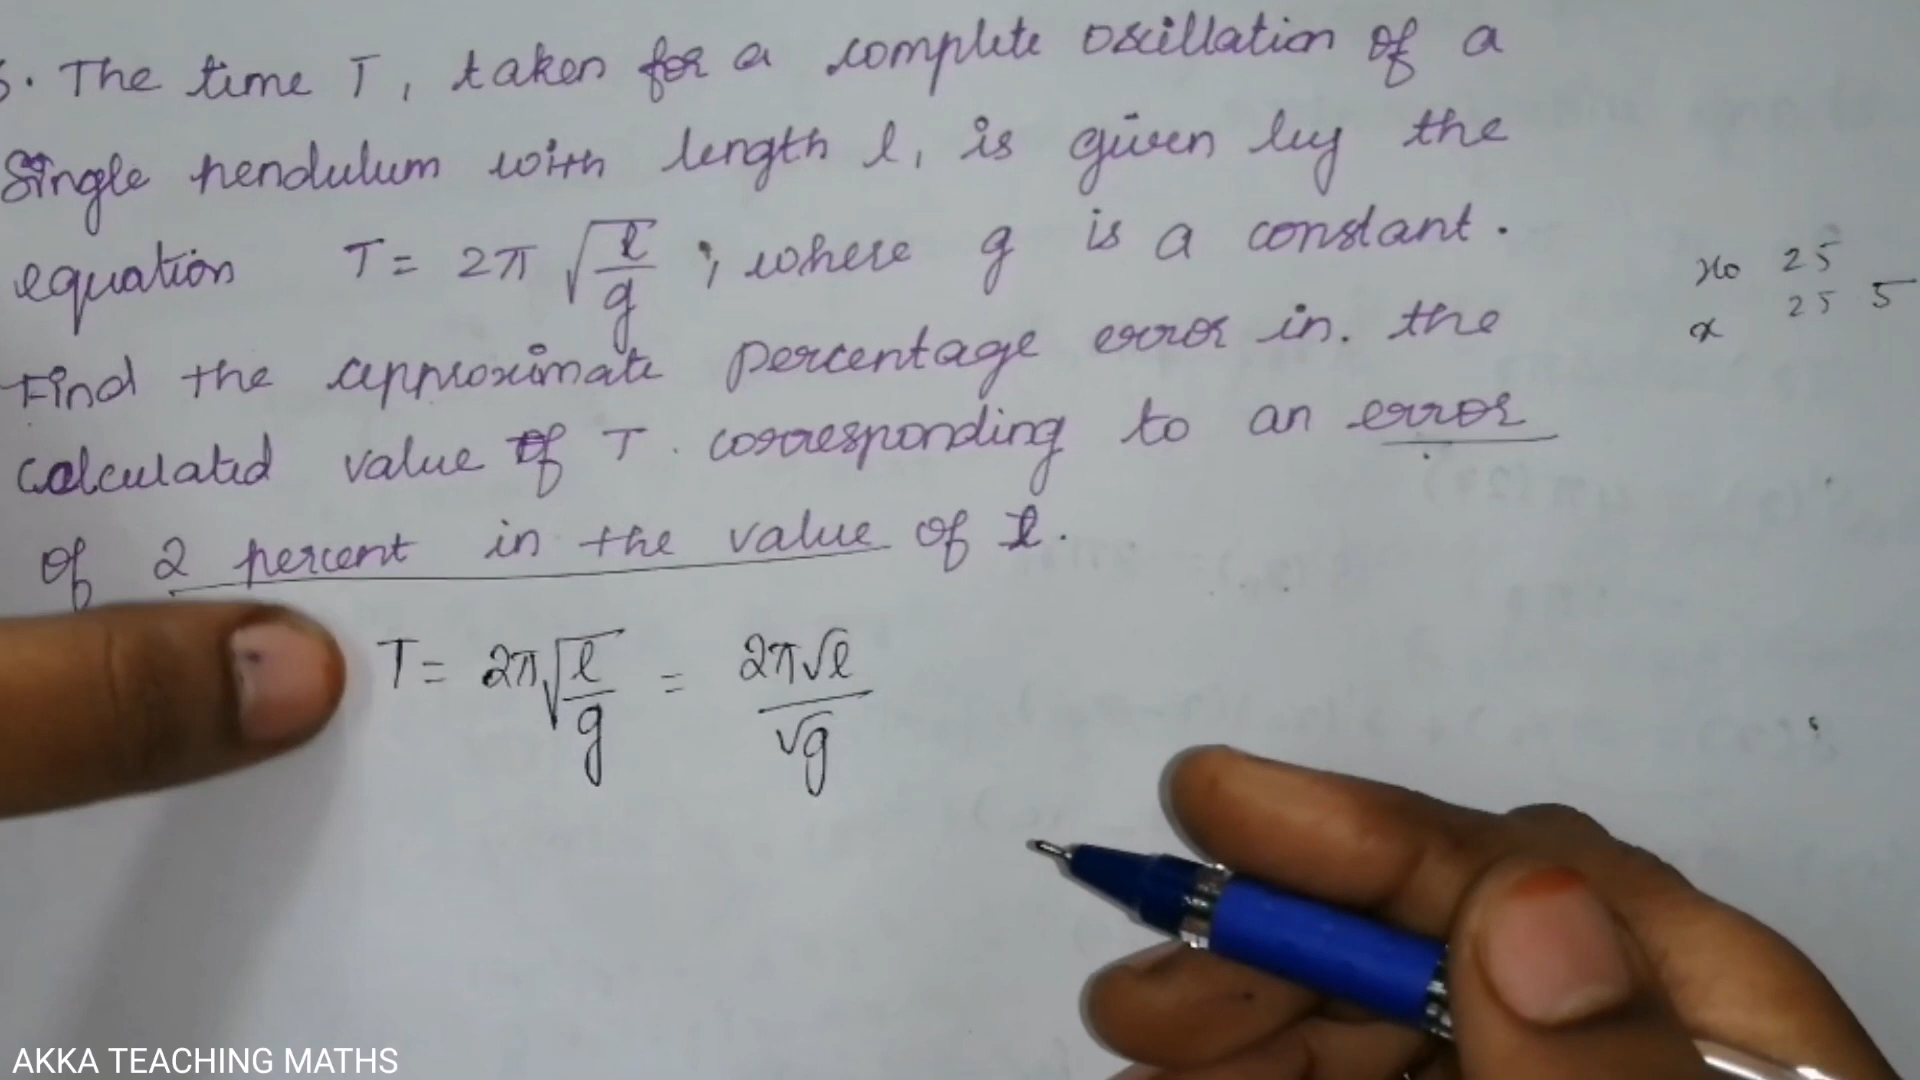 . The time T, taken for a complete oscillation of a
Single pendulum with length l, is given by the
equation T = 2π √l/g ; where g is a constant.
Find the approximate percentage error in. the
calculated value of T. corresponding to an error
of 2 percent in the value of l.
T = 2π√l/g = 2π√l/√g
x0 25
x 25 5
AKKA TEACHING MATHS